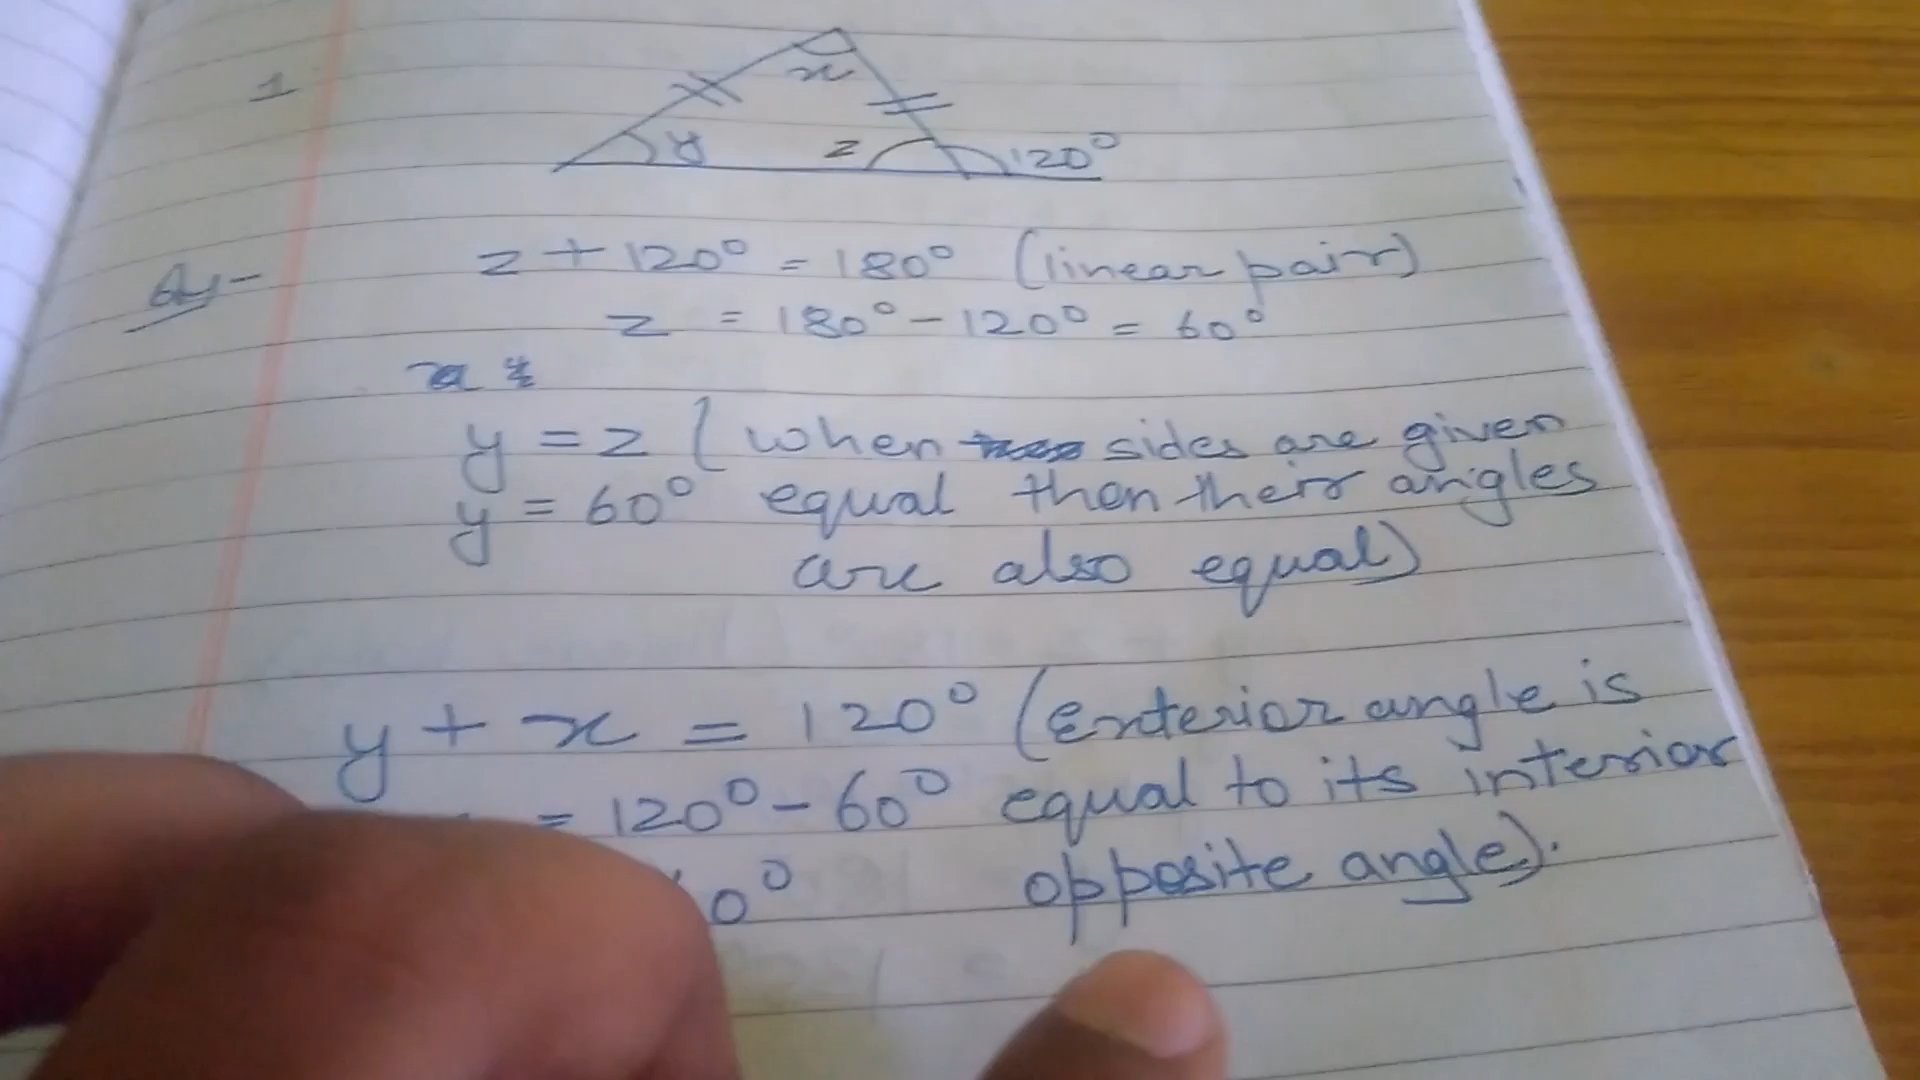 1
x
y
z
120°
z + 120° = 180° (linear pair)
z = 180° - 120° = 60°
y = z (when sides are given
y = 60° equal then their angles
are also equal)
y + x = 120° (Exterior angle is
= 120° - 60° equal to its interior
0° opposite angle).